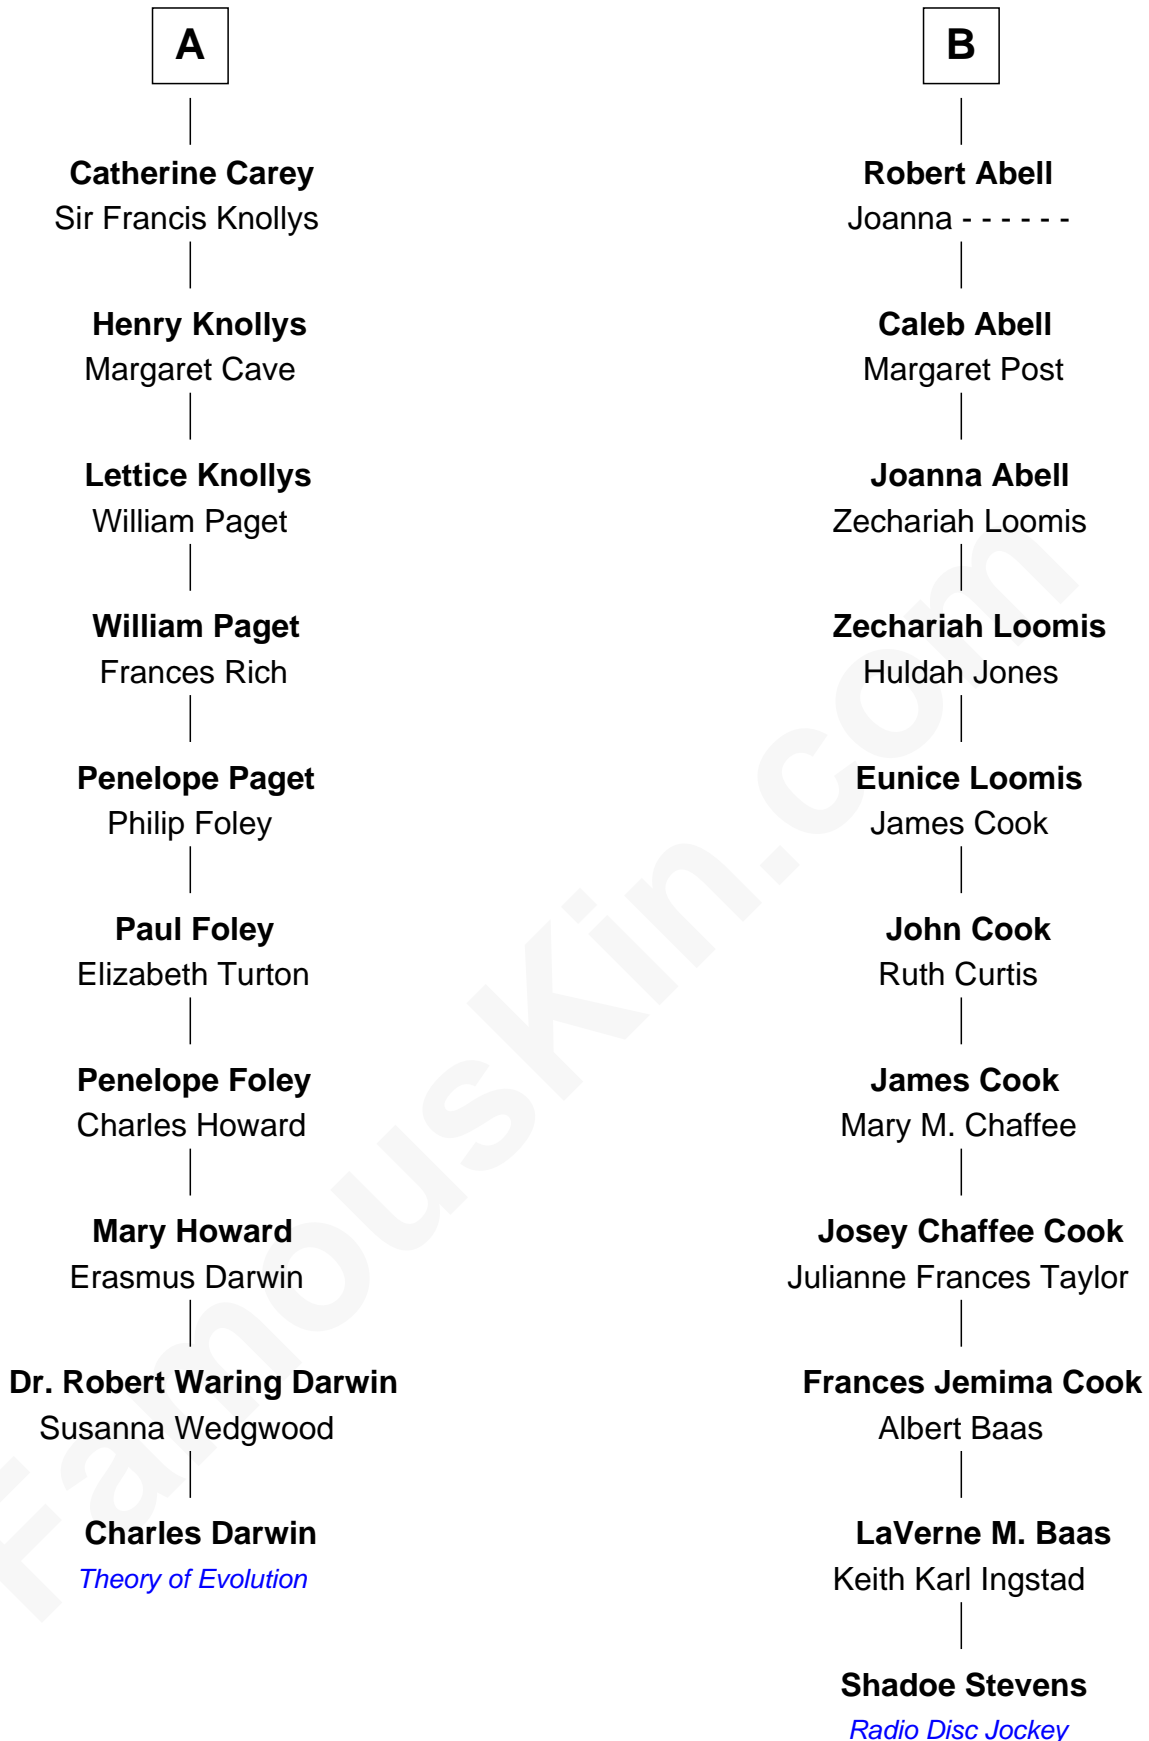 A
Catherine Carey
Sir Francis Knollys
Henry Knollys
Margaret Cave
Lettice Knollys
William Paget
William Paget
Frances Rich
Penelope Paget
Philip Foley
Paul Foley
Elizabeth Turton
Penelope Foley
Charles Howard
Mary Howard
Erasmus Darwin
Dr. Robert Waring Darwin
Susanna Wedgwood
Charles Darwin
Theory of Evolution
B
Robert Abell
Joanna - - - - - -
Caleb Abell
Margaret Post
Joanna Abell
Zechariah Loomis
Zechariah Loomis
Huldah Jones
Eunice Loomis
James Cook
John Cook
Ruth Curtis
James Cook
Mary M. Chaffee
Josey Chaffee Cook
Julianne Frances Taylor
Frances Jemima Cook
Albert Baas
LaVerne M. Baas
Keith Karl Ingstad
Shadoe Stevens
Radio Disc Jockey
FamousKin.com